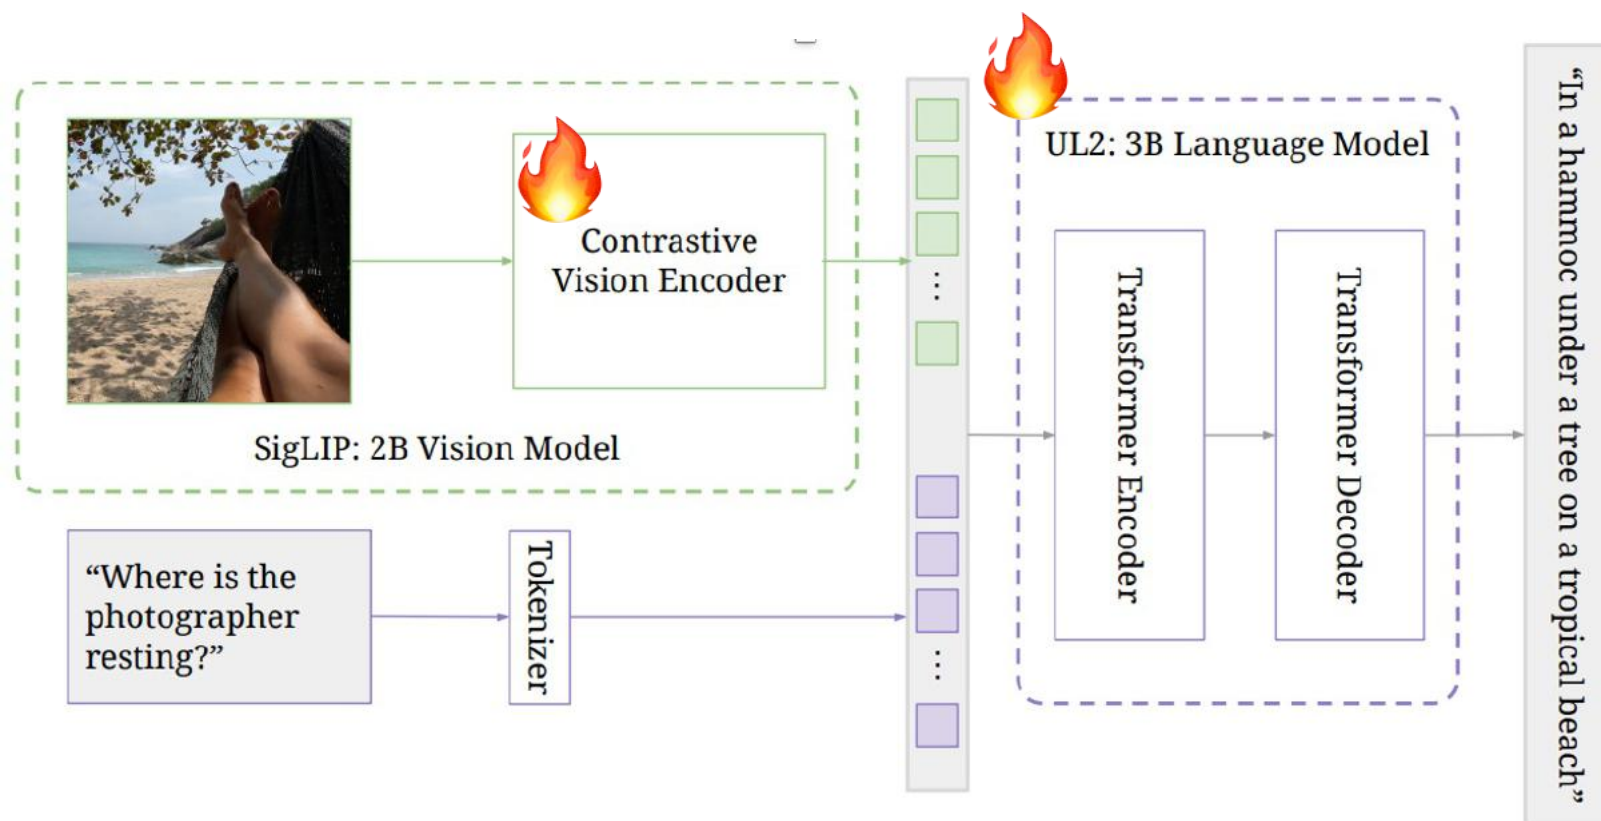 UL2: 3B Language Model
Contrastive
Vision Encoder
SigLIP: 2B Vision Model
“Where is the
photographer
resting?”
Tokenizer
Transformer Encoder
Transformer Decoder
“In a hammoc under a tree on a tropical beach”